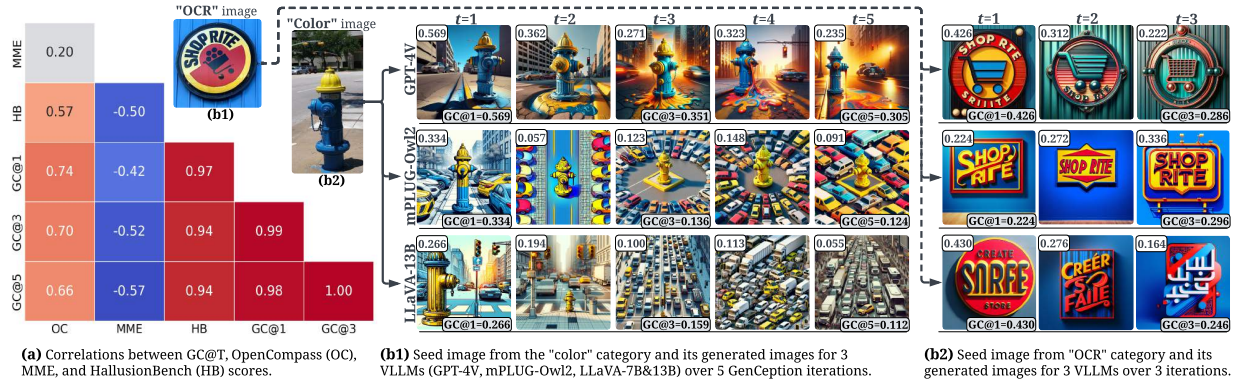 "OCR" image
SHOP RITE
(b1)
"Color" image
(b2)
MME
HB
GC@1
GC@3
GC@5
0.20
0.57 -0.50
0.74 -0.42 0.97
0.70 -0.52 0.94 0.99
0.66 -0.57 0.94 0.98 1.00
OC MME HB GC@1 GC@3
t=1 t=2 t=3 t=4 t=5
GPT-4V
0.569 0.362 0.271 0.323 0.235
GC@1=0.569 GC@3=0.351 GC@5=0.305
mPLUG-Owl2
0.334 0.057 0.123 0.148 0.091
GC@1=0.334 GC@3=0.136 GC@5=0.124
LLaVA-13B
0.266 0.194 0.100 0.113 0.055
GC@1=0.266 GC@3=0.159 GC@5=0.112
t=1 t=2 t=3
0.426 0.312 0.222
SHOP RTE
SRIIITE
SHOP RITE
GC@1=0.426 GC@3=0.286
0.224 0.272 0.336
SHOP
RITE
SHOP RITE
SHOP
RITE
GC@1=0.224 GC@3=0.296
0.430 0.276 0.164
CREATE
SNRFE
STORE
CREER
S
FAITE
GC@1=0.430 GC@3=0.246
(a) Correlations between GC@T, OpenCompass (OC),
MME, and HallusionBench (HB) scores.
(b1) Seed image from the "color" category and its generated images for 3
VLLMs (GPT-4V, mPLUG-Owl2, LLaVA-7B&13B) over 5 GenCeption iterations.
(b2) Seed image from "OCR" category and its
generated images for 3 VLLMs over 3 iterations.